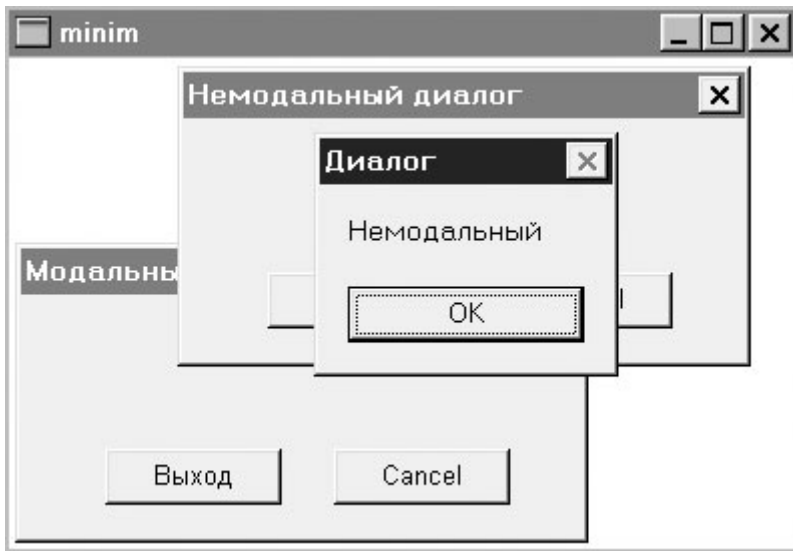 minim
Немодальный диалог
Диалог
Немодальный
Модальны
OK
Выход
Cancel